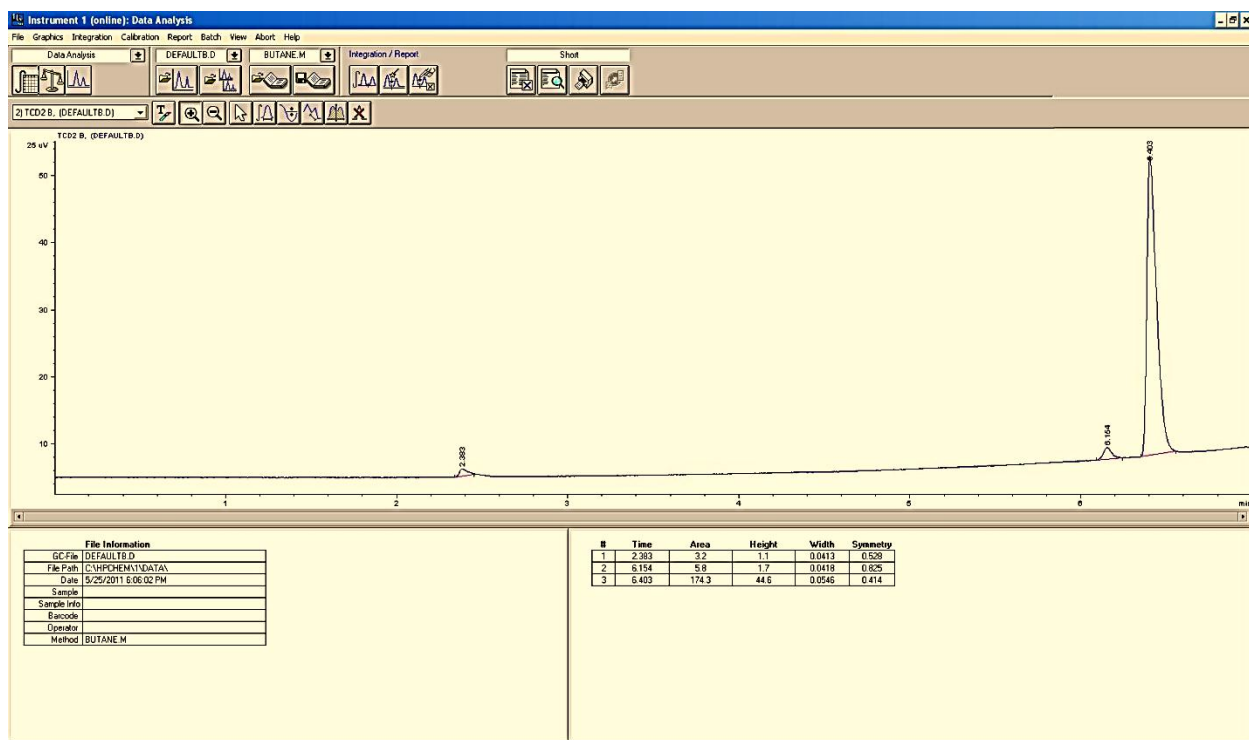 Instrument 1 (online): Data Analysis
File Graphics Integration Calibration Report Batch View Abort Help
Data Analysis DEFAULTB.D BUTANE.M Integration / Report Short
2) TCD2 B, (DEFAULTB.D)
TCD2 B, (DEFAULTB.D)
25 uV
50
40
30
20
10
2.383
6.154
6.403
1 2 3 4 5 6 min
File Information
GC-File DEFAULTB.D
File Path C:\HPCHEM\1\DATA\
Date 5/25/2011 6:06:02 PM
Sample
Sample Info
Barcode
Operator
Method BUTANE.M
# Time Area Height Width Symmetry
1 2.383 3.2 1.1 0.0413 0.528
2 6.154 5.8 1.7 0.0418 0.825
3 6.403 174.3 44.6 0.0546 0.414